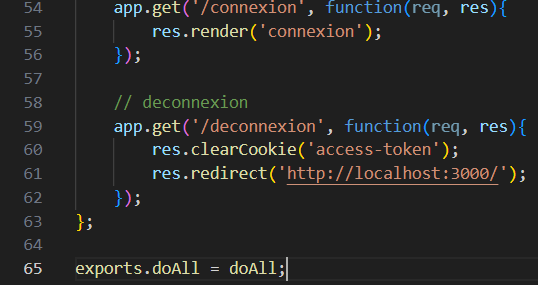 54 app.get('/connexion', function(req, res){
55 res.render('connexion');
56 });
57
58 // deconnexion
59 app.get('/deconnexion', function(req, res){
60 res.clearCookie('access-token');
61 res.redirect('http://localhost:3000/');
62 });
63 };
64
65 exports.doAll = doAll;